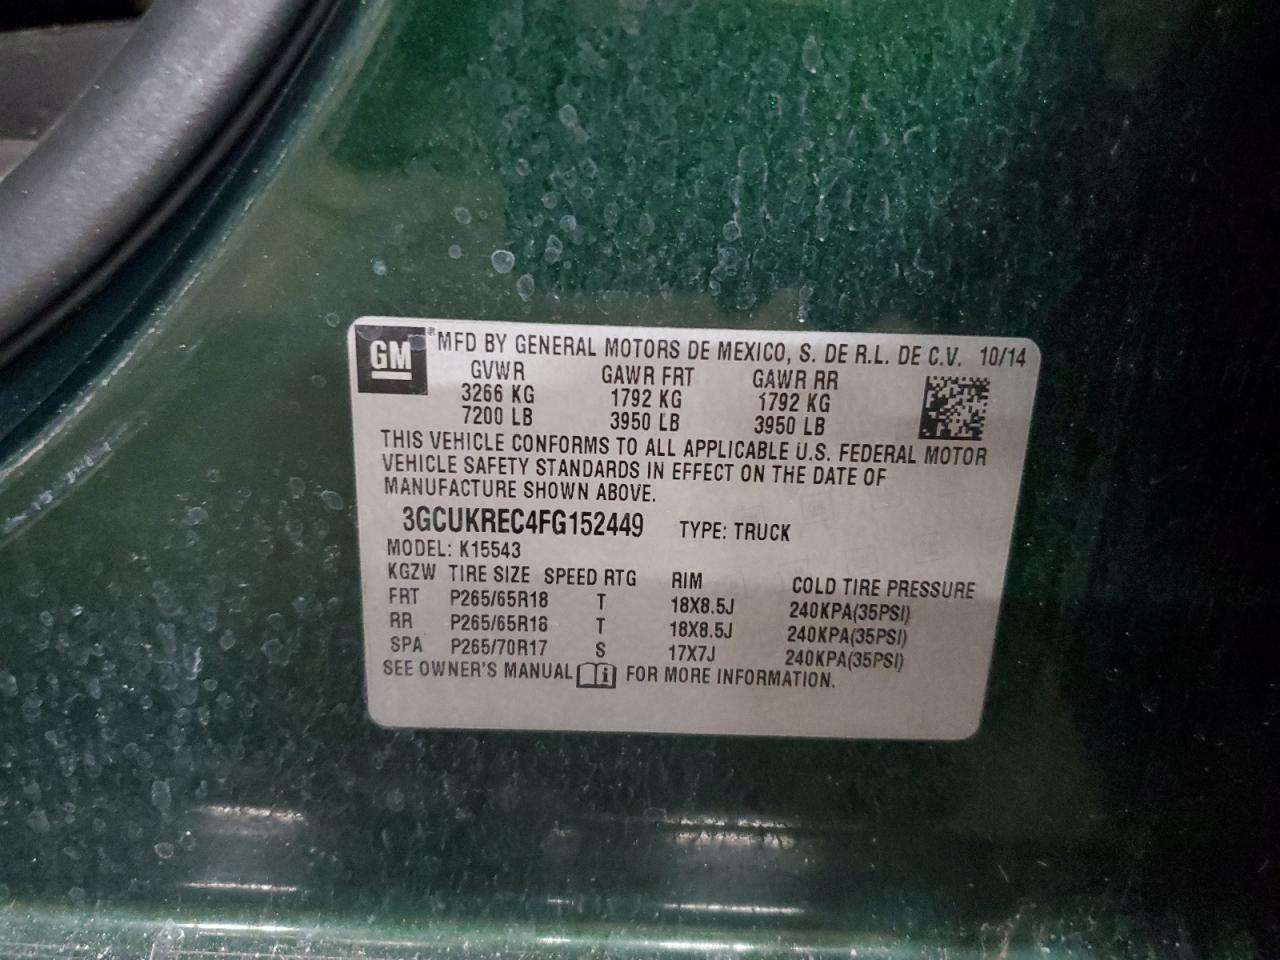 GM ® MFD BY GENERAL MOTORS DE MEXICO, S. DE R.L. DE C.V. 10/14
GVWR GAWR FRT GAWR RR
3266 KG 1792 KG 1792 KG
7200 LB 3950 LB 3950 LB
THIS VEHICLE CONFORMS TO ALL APPLICABLE U.S. FEDERAL MOTOR
VEHICLE SAFETY STANDARDS IN EFFECT ON THE DATE OF
MANUFACTURE SHOWN ABOVE.
3GCUKREC4FG152449 TYPE: TRUCK
MODEL: K15543
KGZW TIRE SIZE SPEED RTG RIM COLD TIRE PRESSURE
FRT P265/65R18 T 18X8.5J 240KPA(35PSI)
RR P265/65R18 T 18X8.5J 240KPA(35PSI)
SPA P265/70R17 S 17X7J 240KPA(35PSI)
SEE OWNER'S MANUAL i FOR MORE INFORMATION.